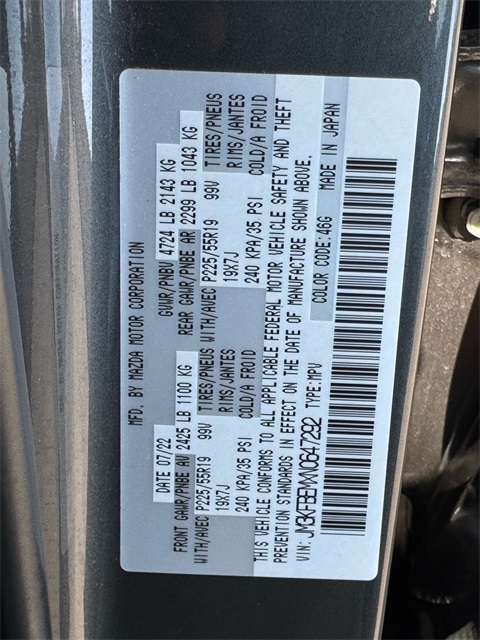 MFD. BY MAZDA MOTOR CORPORATION
DATE 07/22 GVWR/PNBV 4724 LB 2143 KG
FRONT GAWR/PNBE AV 2425 LB 1100 KG REAR GAWR/PNBE AR 2299 LB 1043 KG
WITH/AVEC P225/55R19 99V TIRES/PNEUS WITH/AVEC P225/55R19 99V TIRES/PNEUS
19X7J RIMS/JANTES 19X7J RIMS/JANTES
240 KPA/35 PSI COLD/A FROID 240 KPA/35 PSI COLD/A FROID
THIS VEHICLE CONFORMS TO ALL APPLICABLE FEDERAL MOTOR VEHICLE SAFETY AND THEFT
PREVENTION STANDARDS IN EFFECT ON THE DATE OF MANUFACTURE SHOWN ABOVE.
VIN: TYPE: MPV COLOR CODE: 46G MADE IN JAPAN